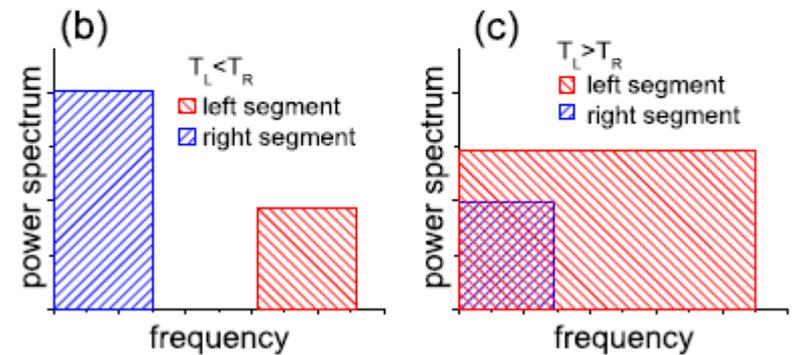 (b)
T_L<T_R
left segment
right segment
power spectrum
frequency
(c)
T_L>T_R
left segment
right segment
power spectrum
frequency